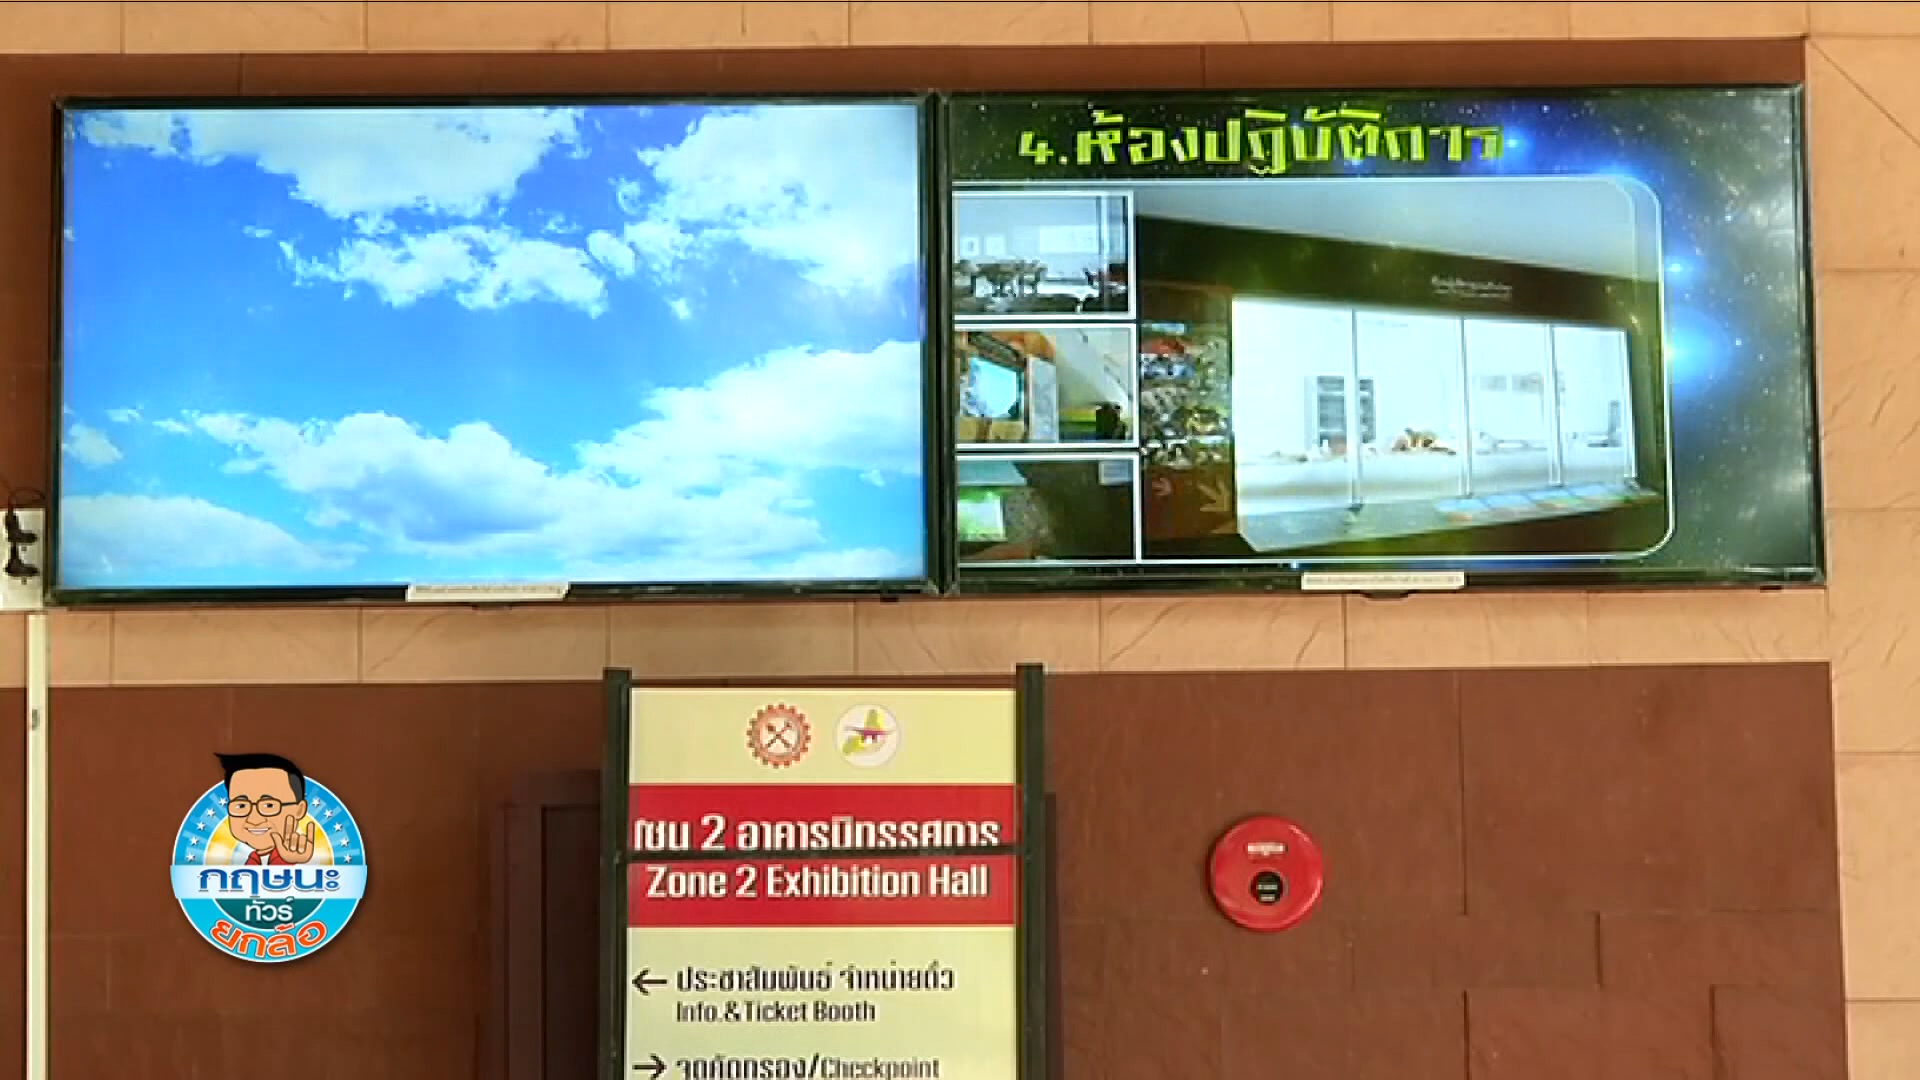 4.ห้องปฏิบัติการ
โซน 2 อาคารนิทรรศการ
Zone 2 Exhibition Hall
← ประชาสัมพันธ์ จำหน่ายตั๋ว
Info.&Ticket Booth
→ จุดคัดกรอง/Checkpoint
กฤษนะ
ทัวร์
ยกล้อ